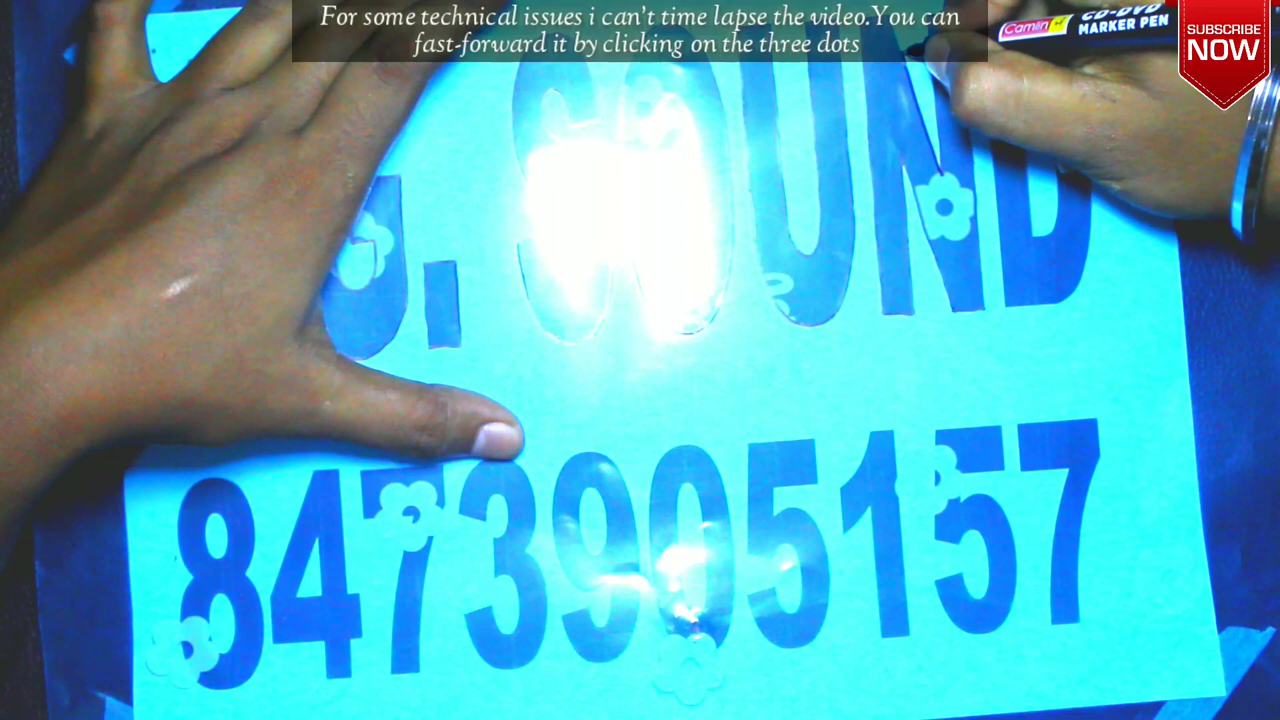 For some technical issues i can't time lapse the video.You can
fast-forward it by clicking on the three dots
Camlin CD-DVD
MARKER PEN
SUBSCRIBE
NOW
J. SOUND
8473905157